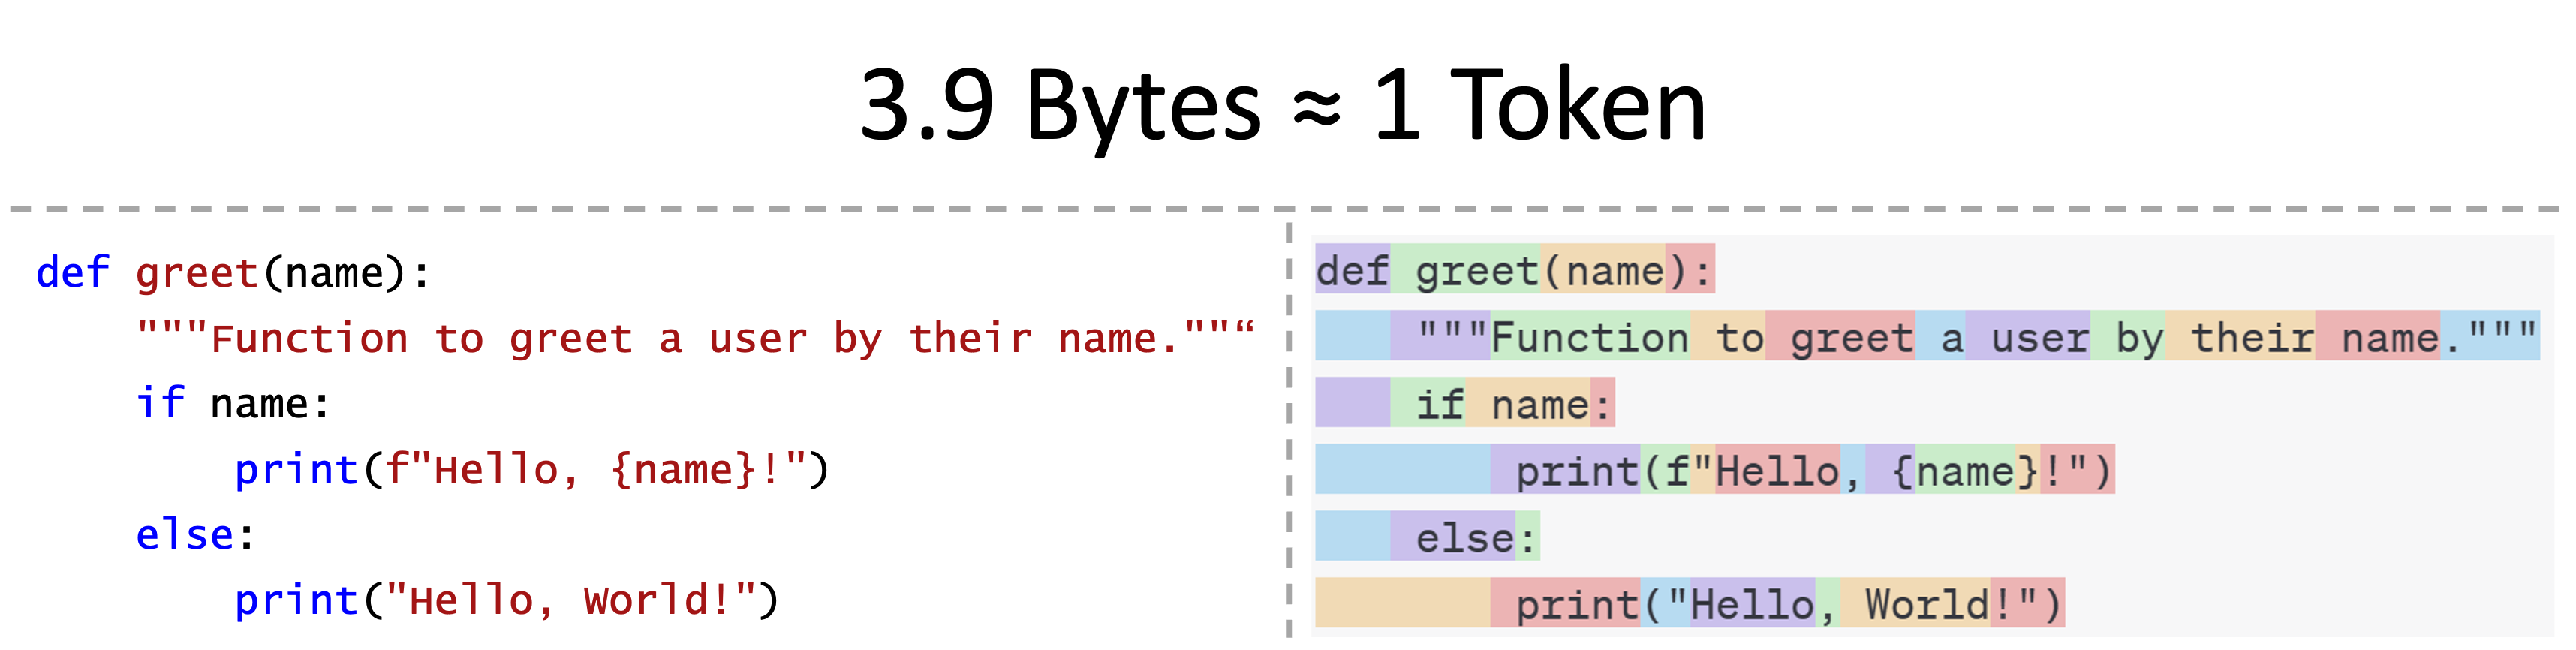 3.9 Bytes ≈ 1 Token
def greet(name):
    """Function to greet a user by their name.""“
    if name:
        print(f"Hello, {name}!")
    else:
        print("Hello, World!")
def greet(name):
    """Function to greet a user by their name."""
    if name:
        print(f"Hello, {name}!")
    else:
        print("Hello, World!")